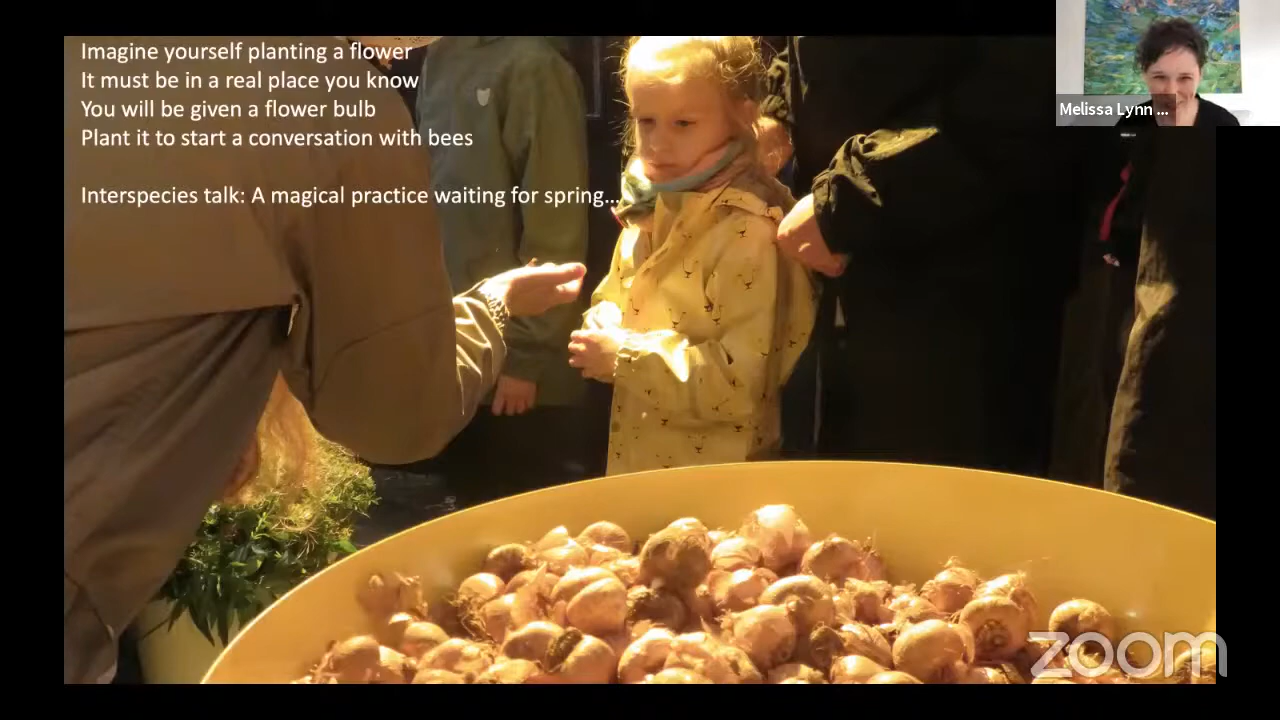 Imagine yourself planting a flower
It must be in a real place you know
You will be given a flower bulb
Plant it to start a conversation with bees
Interspecies talk: A magical practice waiting for spring...
Melissa Lynn ...
zoom